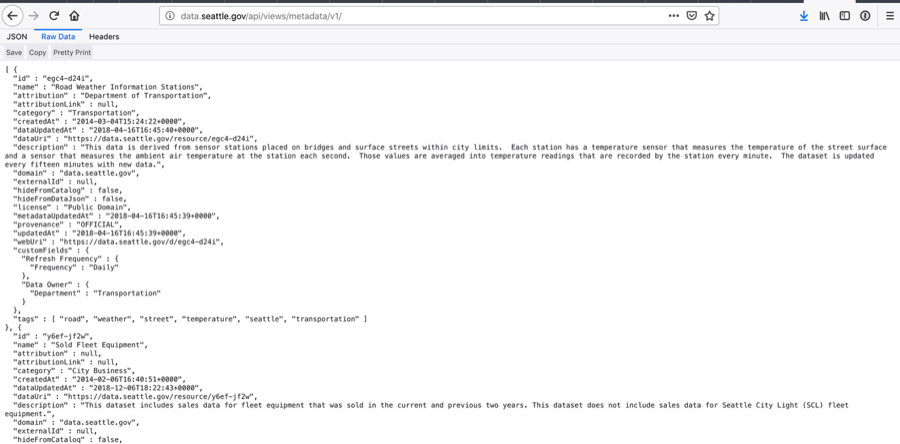 data.seattle.gov/api/views/metadata/v1/
JSON Raw Data Headers
Save Copy Pretty Print
[ {
"id" : "egc4-d24i",
"name" : "Road Weather Information Stations",
"attribution" : "Department of Transportation",
"attributionLink" : null,
"category" : "Transportation",
"createdAt" : "2014-03-04T15:24:22+0000",
"dataUpdatedAt" : "2018-04-16T16:45:40+0000",
"dataUri" : "https://data.seattle.gov/resource/egc4-d24i",
"description" : "This data is derived from sensor stations placed on bridges and surface streets within city limits.  Each station has a temperature sensor that measures the temperature of the street surface
and a sensor that measures the ambient air temperature at the station each second.  Those values are averaged into temperature readings that are recorded by the station every minute.  The dataset is updated
every fifteen minutes with new data.",
"domain" : "data.seattle.gov",
"externalId" : null,
"hideFromCatalog" : false,
"hideFromDataJson" : false,
"license" : "Public Domain",
"metadataUpdatedAt" : "2018-04-16T16:45:39+0000",
"provenance" : "OFFICIAL",
"updatedAt" : "2018-04-16T16:45:39+0000",
"webUri" : "https://data.seattle.gov/d/egc4-d24i",
"customFields" : {
"Refresh Frequency" : {
"Frequency" : "Daily"
},
"Data Owner" : {
"Department" : "Transportation"
}
},
"tags" : [ "road", "weather", "street", "temperature", "seattle", "transportation" ]
}, {
"id" : "y6ef-jf2w",
"name" : "Sold Fleet Equipment",
"attribution" : null,
"attributionLink" : null,
"category" : "City Business",
"createdAt" : "2014-02-06T16:40:51+0000",
"dataUpdatedAt" : "2018-12-06T18:22:43+0000",
"dataUri" : "https://data.seattle.gov/resource/y6ef-jf2w",
"description" : "This dataset includes sales data for fleet equipment that was sold in the current and previous two years. This dataset does not include sales data for Seattle City Light (SCL) fleet
equipment.",
"domain" : "data.seattle.gov",
"externalId" : null,
"hideFromCatalog" : false,